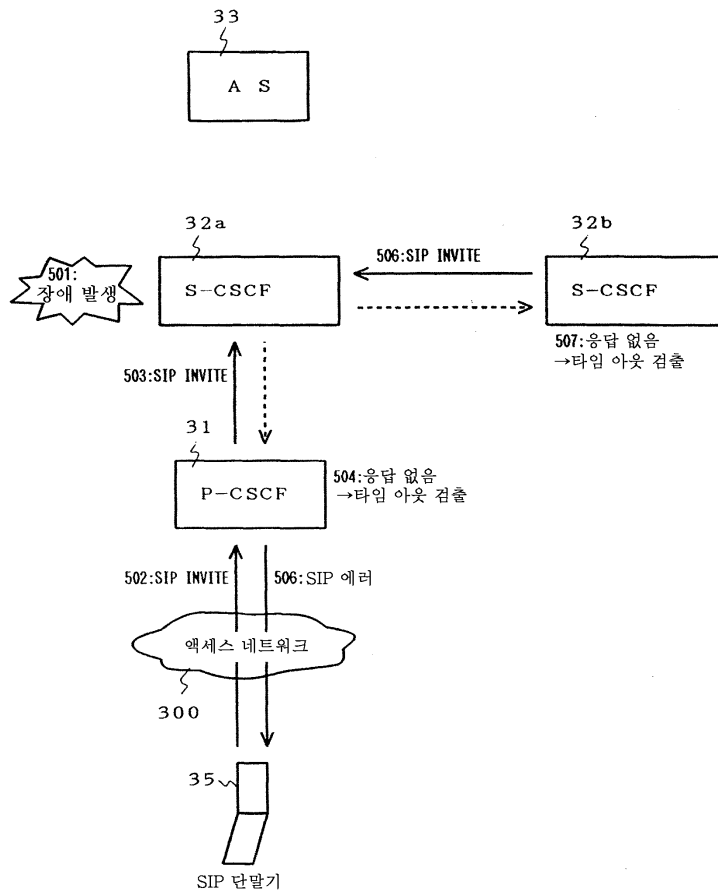 33
A S
32a
32b
506:SIP INVITE
501:
장애 발생
S-CSCF
S-CSCF
507:응답 없음
→타임 아웃 검출
503:SIP INVITE
31
P-CSCF
504:응답 없음
→타임 아웃 검출
502:SIP INVITE
506:SIP 에러
액세스 네트워크
300
35
SIP 단말기